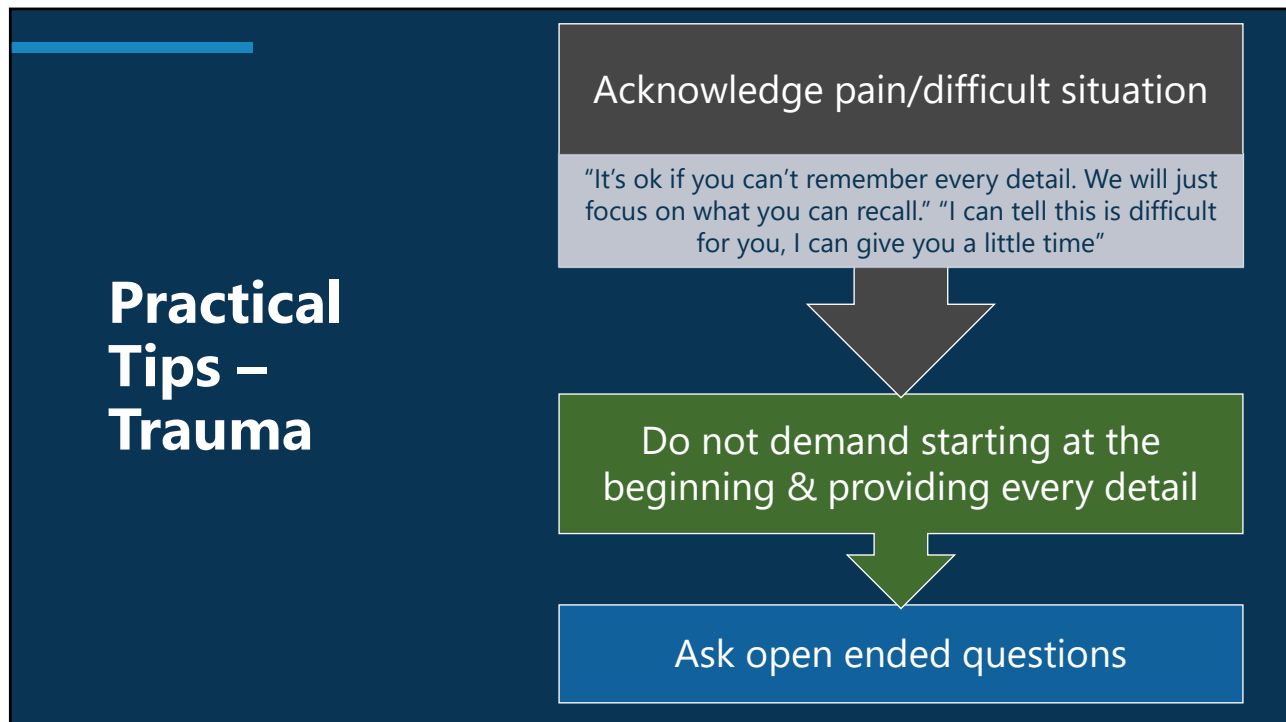 Practical
Tips –
Trauma
Acknowledge pain/difficult situation
“It’s ok if you can’t remember every detail. We will just
focus on what you can recall.” “I can tell this is difficult
for you, I can give you a little time”
Do not demand starting at the
beginning & providing every detail
Ask open ended questions